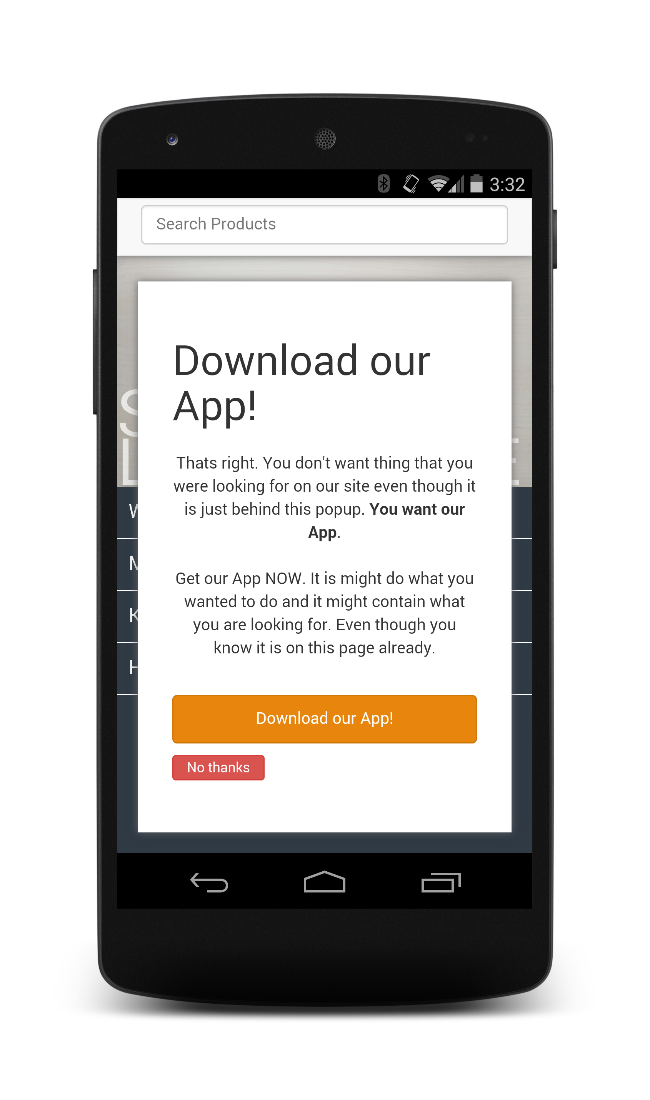 3:32
Search Products
Download our
App!
Thats right. You don't want thing that you
were looking for on our site even though it
is just behind this popup. You want our
App.
Get our App NOW. It is might do what you
wanted to do and it might contain what
you are looking for. Even though you
know it is on this page already.
Download our App!
No thanks